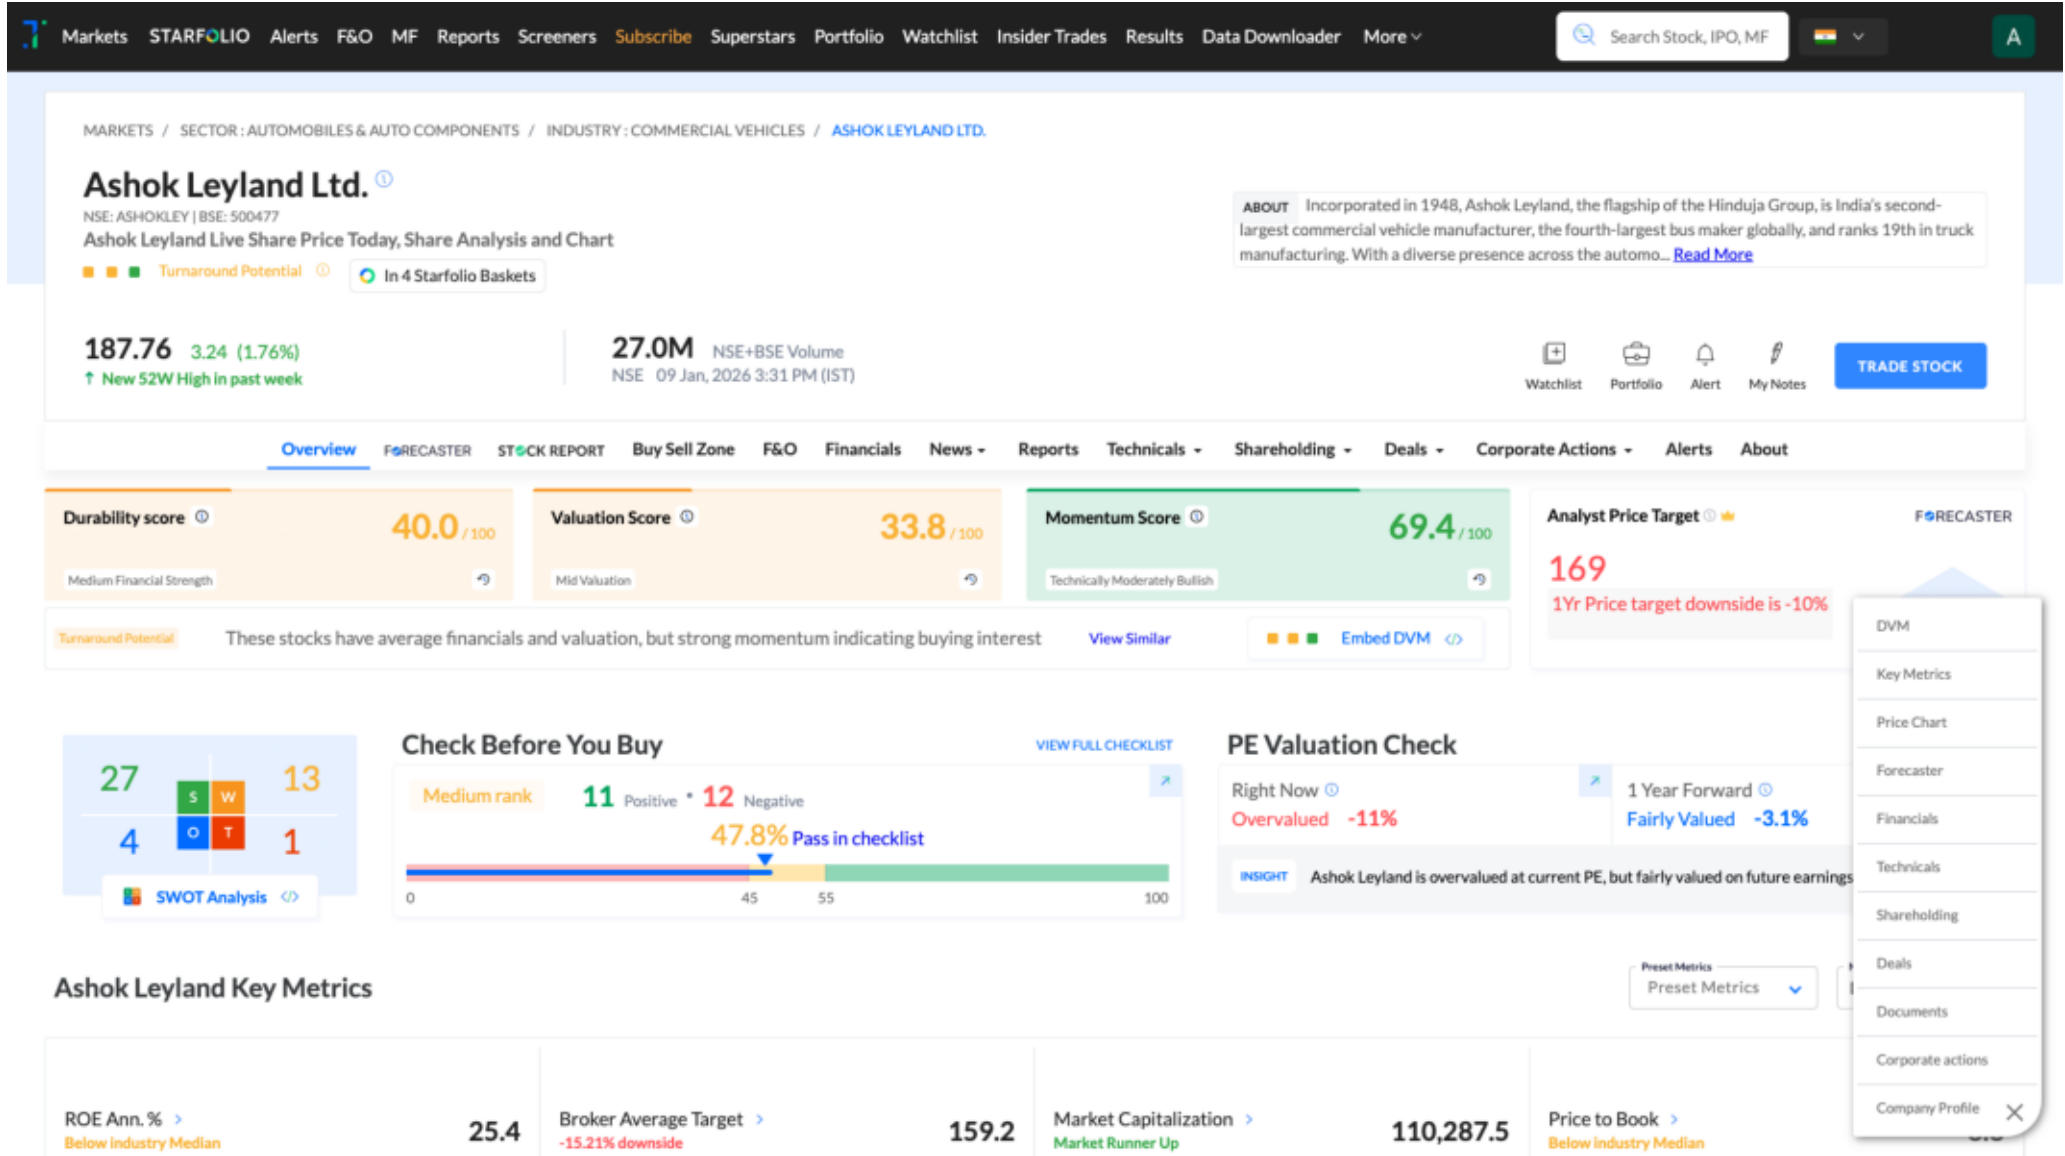 Markets STARFOLIO Alerts F&O MF Reports Screeners Subscribe Superstars Portfolio Watchlist Insider Trades Results Data Downloader More Search Stock, IPO, MF A
MARKETS / SECTOR : AUTOMOBILES & AUTO COMPONENTS / INDUSTRY : COMMERCIAL VEHICLES / ASHOK LEYLAND LTD.
Ashok Leyland Ltd.
NSE: ASHOKLEY | BSE: 500477
Ashok Leyland Live Share Price Today, Share Analysis and Chart
Turnaround Potential In 4 Starfolio Baskets
ABOUT Incorporated in 1948, Ashok Leyland, the flagship of the Hinduja Group, is India's second-
largest commercial vehicle manufacturer, the fourth-largest bus maker globally, and ranks 19th in truck
manufacturing. With a diverse presence across the automo... Read More
187.76 3.24 (1.76%)
New 52W High in past week
27.0M NSE+BSE Volume
NSE 09 Jan, 2026 3:31 PM (IST)
Watchlist Portfolio Alert My Notes TRADE STOCK
Overview FORECASTER STOCK REPORT Buy Sell Zone F&O Financials News Reports Technicals Shareholding Deals Corporate Actions Alerts About
Durability score 40.0 / 100
Medium Financial Strength
Valuation Score 33.8 / 100
Mid Valuation
Momentum Score 69.4 / 100
Technically Moderately Bullish
Analyst Price Target FORECASTER
169
1Yr Price target downside is -10%
Turnaround Potential These stocks have average financials and valuation, but strong momentum indicating buying interest View Similar Embed DVM </>
27 13
S W
O T
4 1
SWOT Analysis </>
Check Before You Buy VIEW FULL CHECKLIST
Medium rank 11 Positive • 12 Negative
47.8% Pass in checklist
0 45 55 100
PE Valuation Check
Right Now
Overvalued -11%
1 Year Forward
Fairly Valued -3.1%
INSIGHT Ashok Leyland is overvalued at current PE, but fairly valued on future earnings
Ashok Leyland Key Metrics
Preset Metrics
Preset Metrics
ROE Ann. % 25.4
Below industry Median
Broker Average Target 159.2
-15.21% downside
Market Capitalization 110,287.5
Market Runner Up
Price to Book
Below industry Median
DVM
Key Metrics
Price Chart
Forecaster
Financials
Technicals
Shareholding
Deals
Documents
Corporate actions
Company Profile